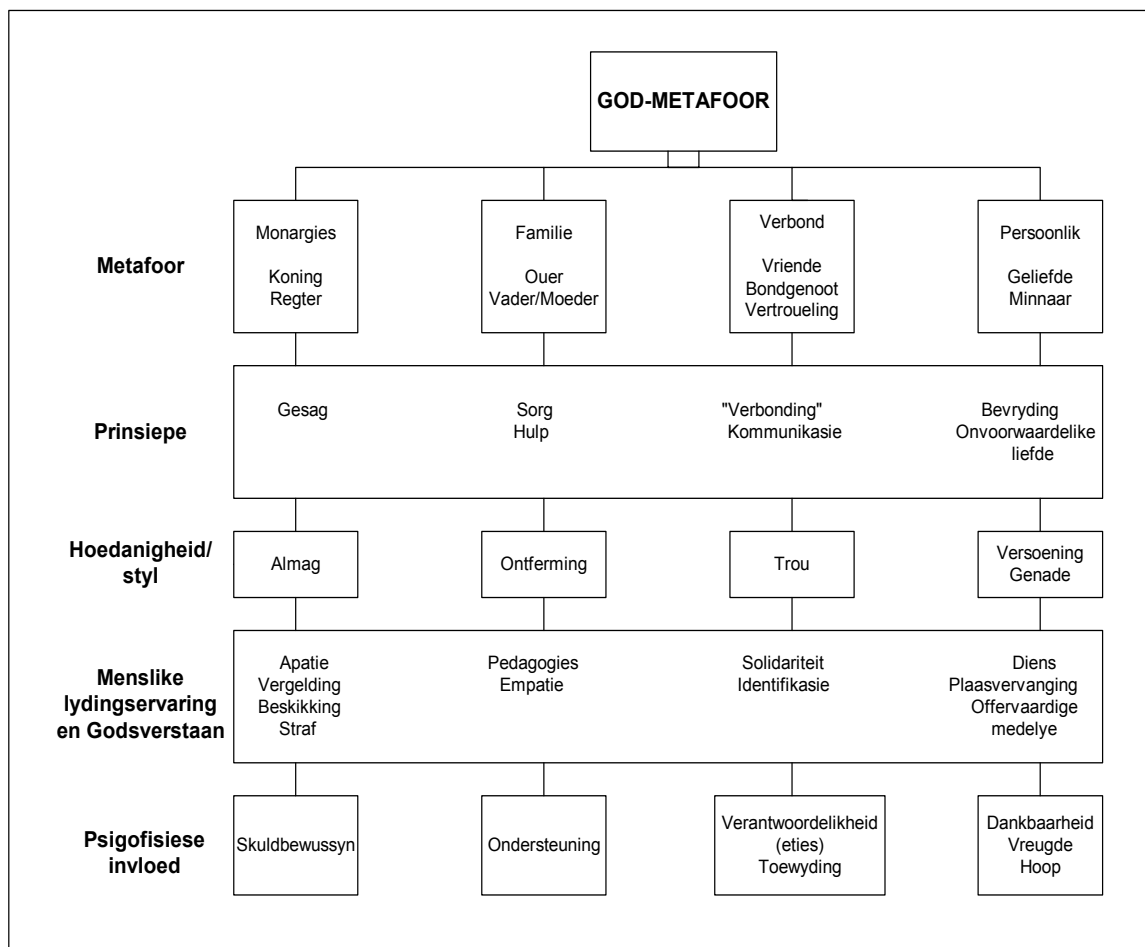 GOD-METAFOOR
Metafoor
Monargies
Koning
Regter
Familie
Ouer
Vader/Moeder
Verbond
Vriende
Bondgenoot
Vertroueling
Persoonlik
Geliefde
Minnaar
Prinsiepe
Gesag
Sorg
Hulp
"Verbonding"
Kommunikasie
Bevryding
Onvoorwaardelike
liefde
Hoedanigheid/
styl
Almag
Ontferming
Trou
Versoening
Genade
Menslike
lydingservaring
en Godsverstaan
Apatie
Vergelding
Beskikking
Straf
Pedagogies
Empatie
Solidariteit
Identifikasie
Diens
Plaasvervanging
Offervaardige
medelye
Psigofisiese
invloed
Skuldbewussyn
Ondersteuning
Verantwoordelikheid
(eties)
Toewyding
Dankbaarheid
Vreugde
Hoop